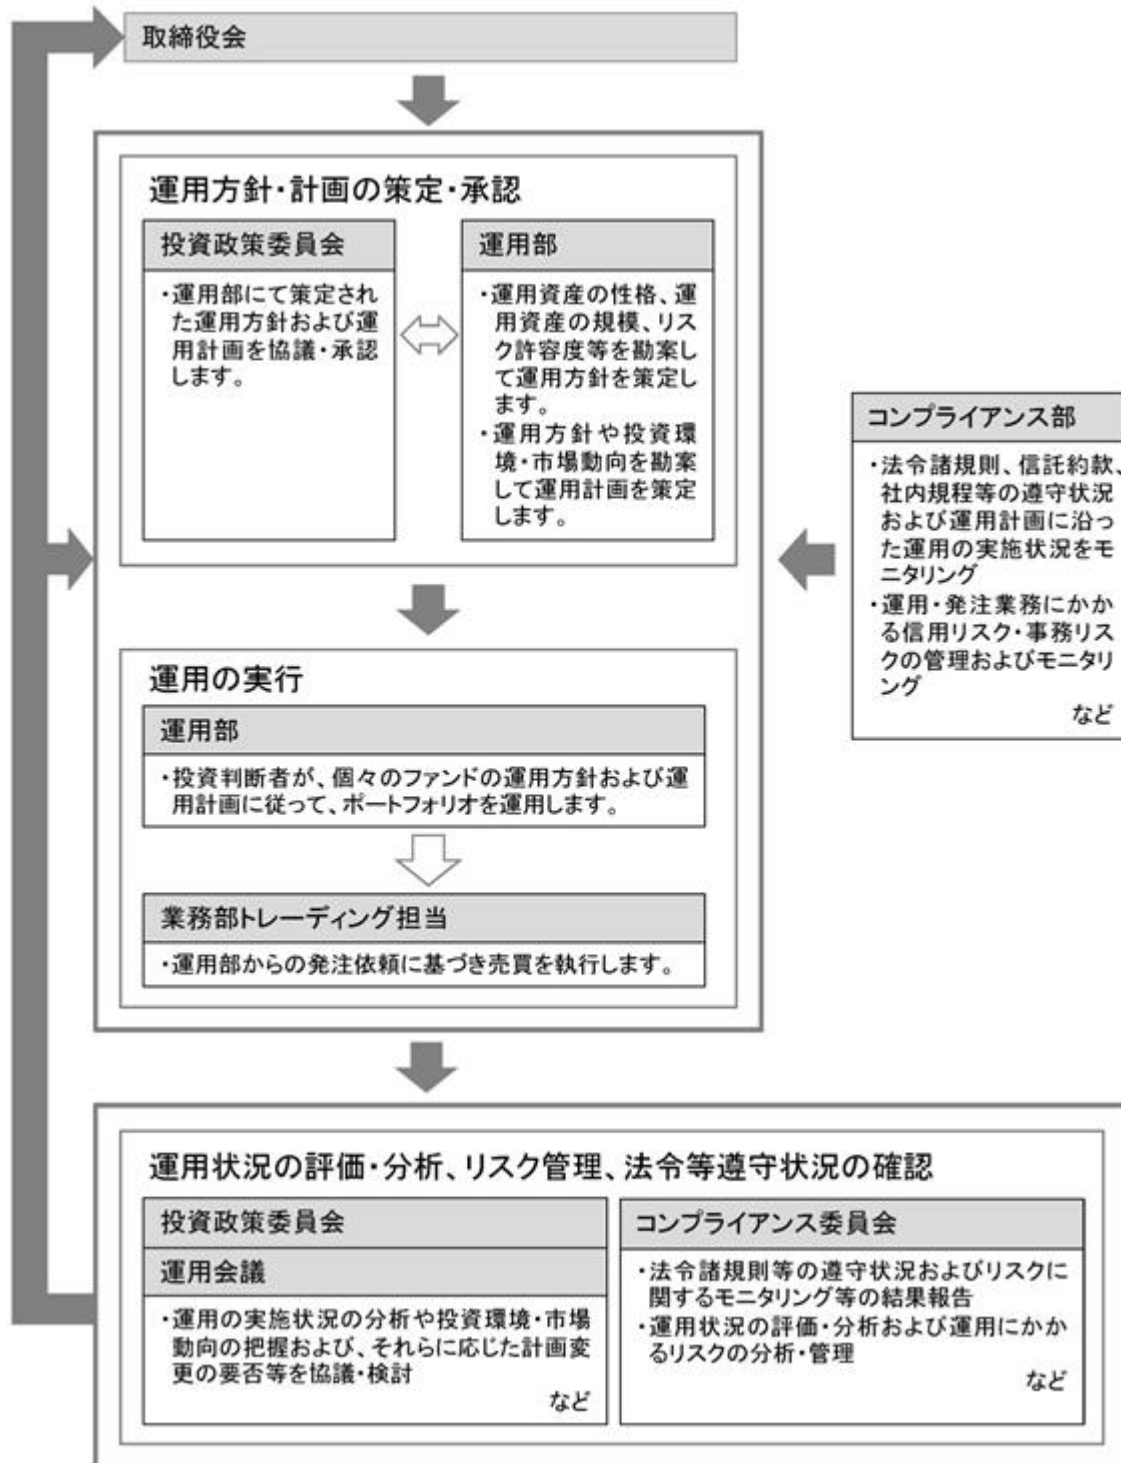 取締役会
運用方針・計画の策定・承認
投資政策委員会
・運用部にて策定され
た運用方針および運
用計画を協議・承認
します。
運用部
・運用資産の性格、運
用資産の規模、リス
ク許容度等を勘案し
て運用方針を策定し
ます。
・運用方針や投資環
境・市場動向を勘案
して運用計画を策定
します。
コンプライアンス部
・法令諸規則、信託約款、
社内規程等の遵守状況
および運用計画に沿っ
た運用の実施状況をモ
ニタリング
・運用・発注業務にかか
る信用リスク・事務リス
クの管理およびモニタリ
ング
など
運用の実行
運用部
・投資判断者が、個々のファンドの運用方針および運
用計画に従って、ポートフォリオを運用します。
業務部トレーディング担当
・運用部からの発注依頼に基づき売買を執行します。
運用状況の評価・分析、リスク管理、法令等遵守状況の確認
投資政策委員会
運用会議
・運用の実施状況の分析や投資環境・市場
動向の把握および、それらに応じた計画変
更の要否等を協議・検討
など
コンプライアンス委員会
・法令諸規則等の遵守状況およびリスクに
関するモニタリング等の結果報告
・運用状況の評価・分析および運用にかか
るリスクの分析・管理
など